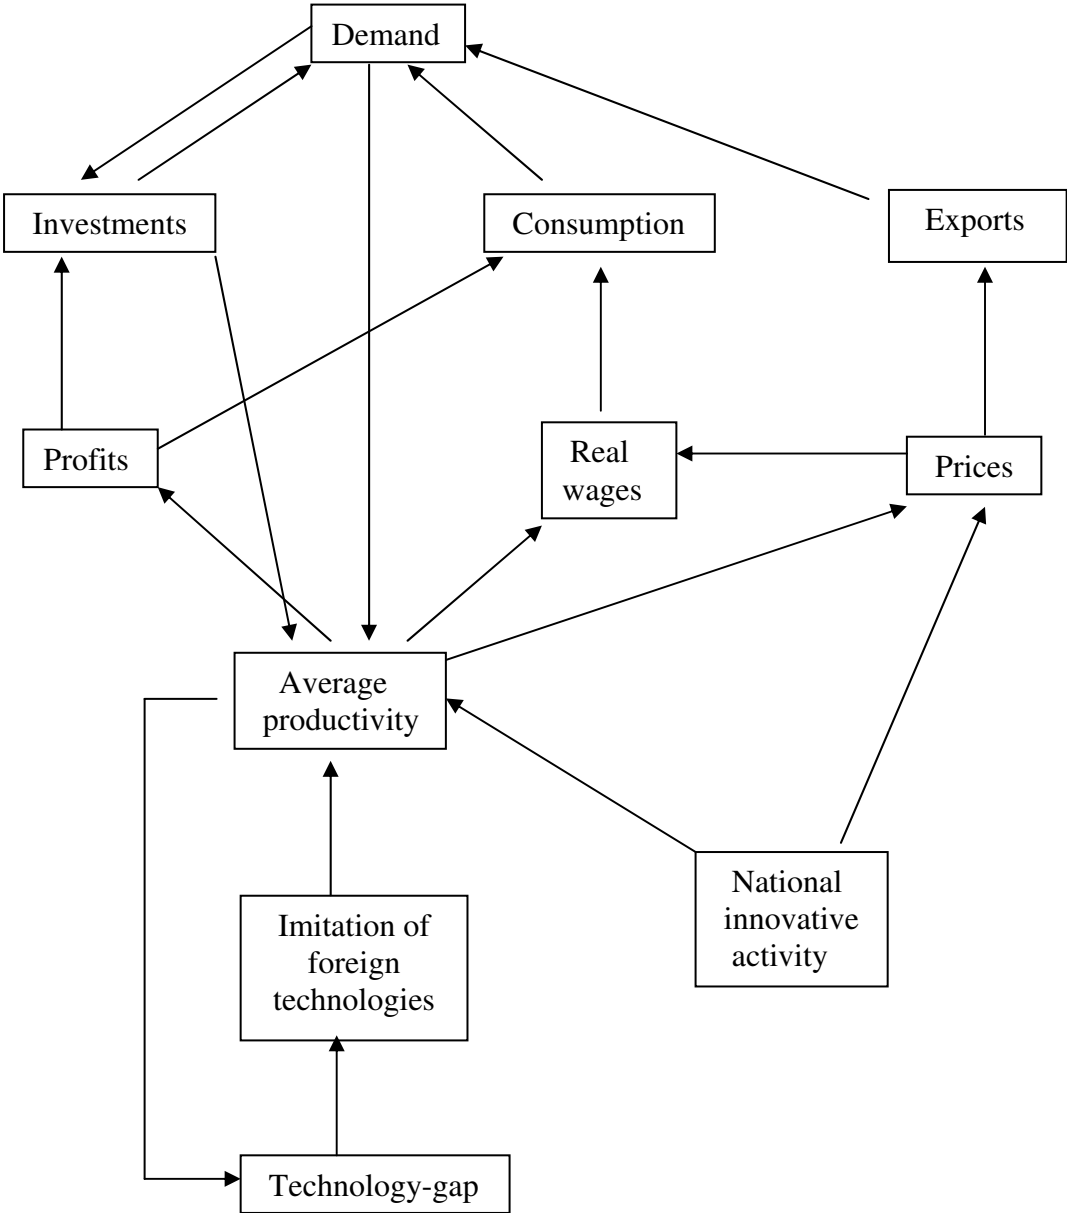 Demand
Investments
Consumption
Exports
Profits
Real
wages
Prices
Average
productivity
National
innovative
activity
Imitation of
foreign
technologies
Technology-gap